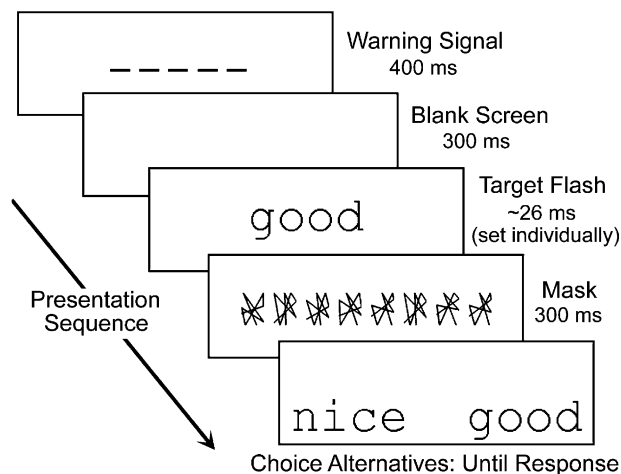 Warning Signal
400 ms
Blank Screen
300 ms
Target Flash
~26 ms
(set individually)
good
Mask
300 ms
Presentation
Sequence
nice good
Choice Alternatives: Until Response